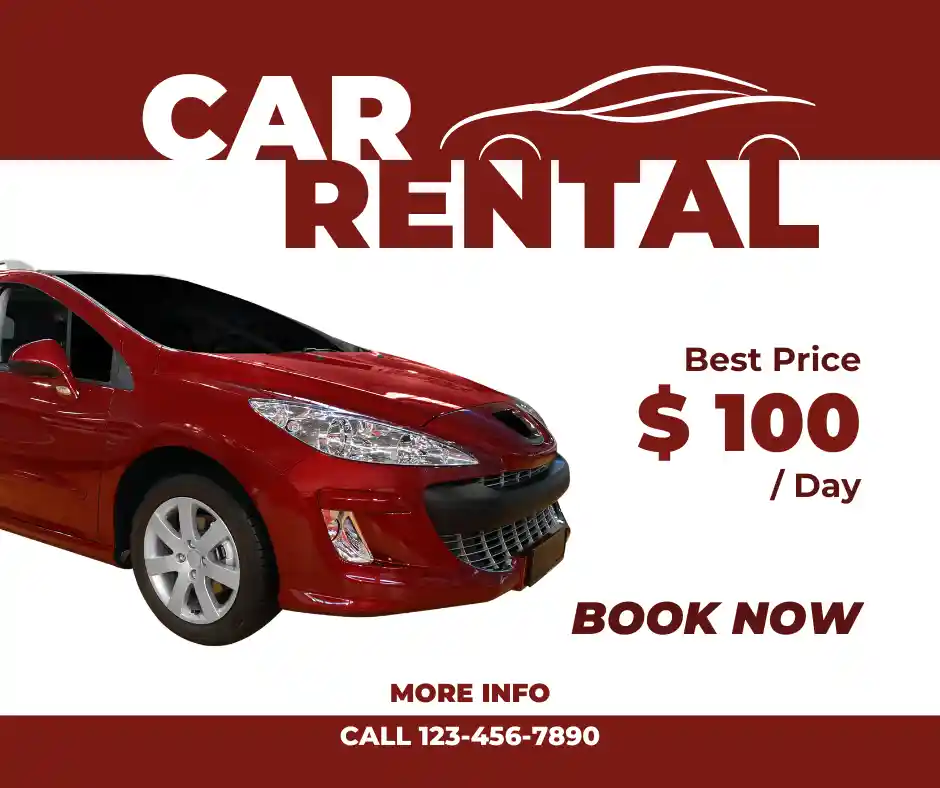 CAR
RENTAL
Best Price
$ 100
/ Day
BOOK NOW
MORE INFO
CALL 123-456-7890